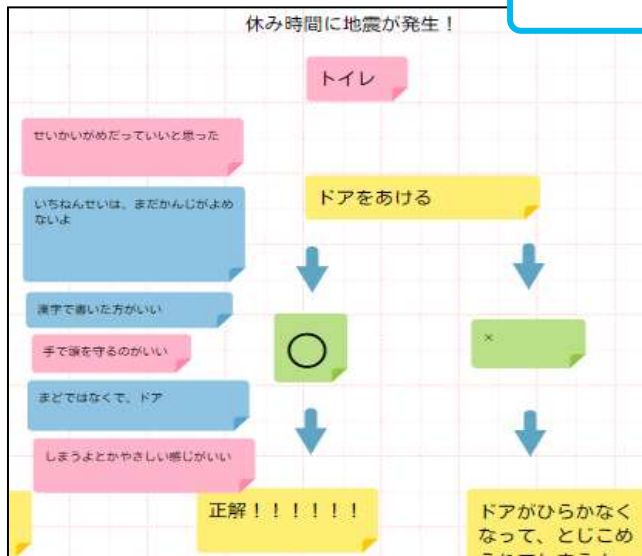 休み時間に地震が発生!
トイレ
せいかいがめだっていいと思った
ドアをあける
いちねんせいは、まだかんじがよめ
ないよ
漢字で書いた方がいい
手で頭を守るのがいい
まどではなくて、ドア
しまうよとかやさしい感じがいい
◯
×
正解!!!!!!
ドアがひらかなく
なって、とじこめ